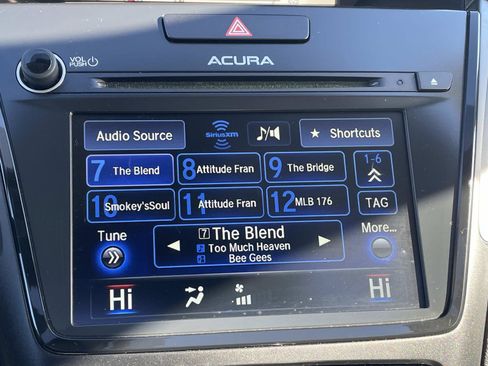 VOL
PUSH
ACURA
Audio Source
SiriusXM
★ Shortcuts
7 The Blend
8 Attitude Fran
9 The Bridge
1-6
10 Smokey'sSoul
11 Attitude Fran
12 MLB 176
TAG
Tune
7 The Blend
More...
Too Much Heaven
Bee Gees
Hi
Hi